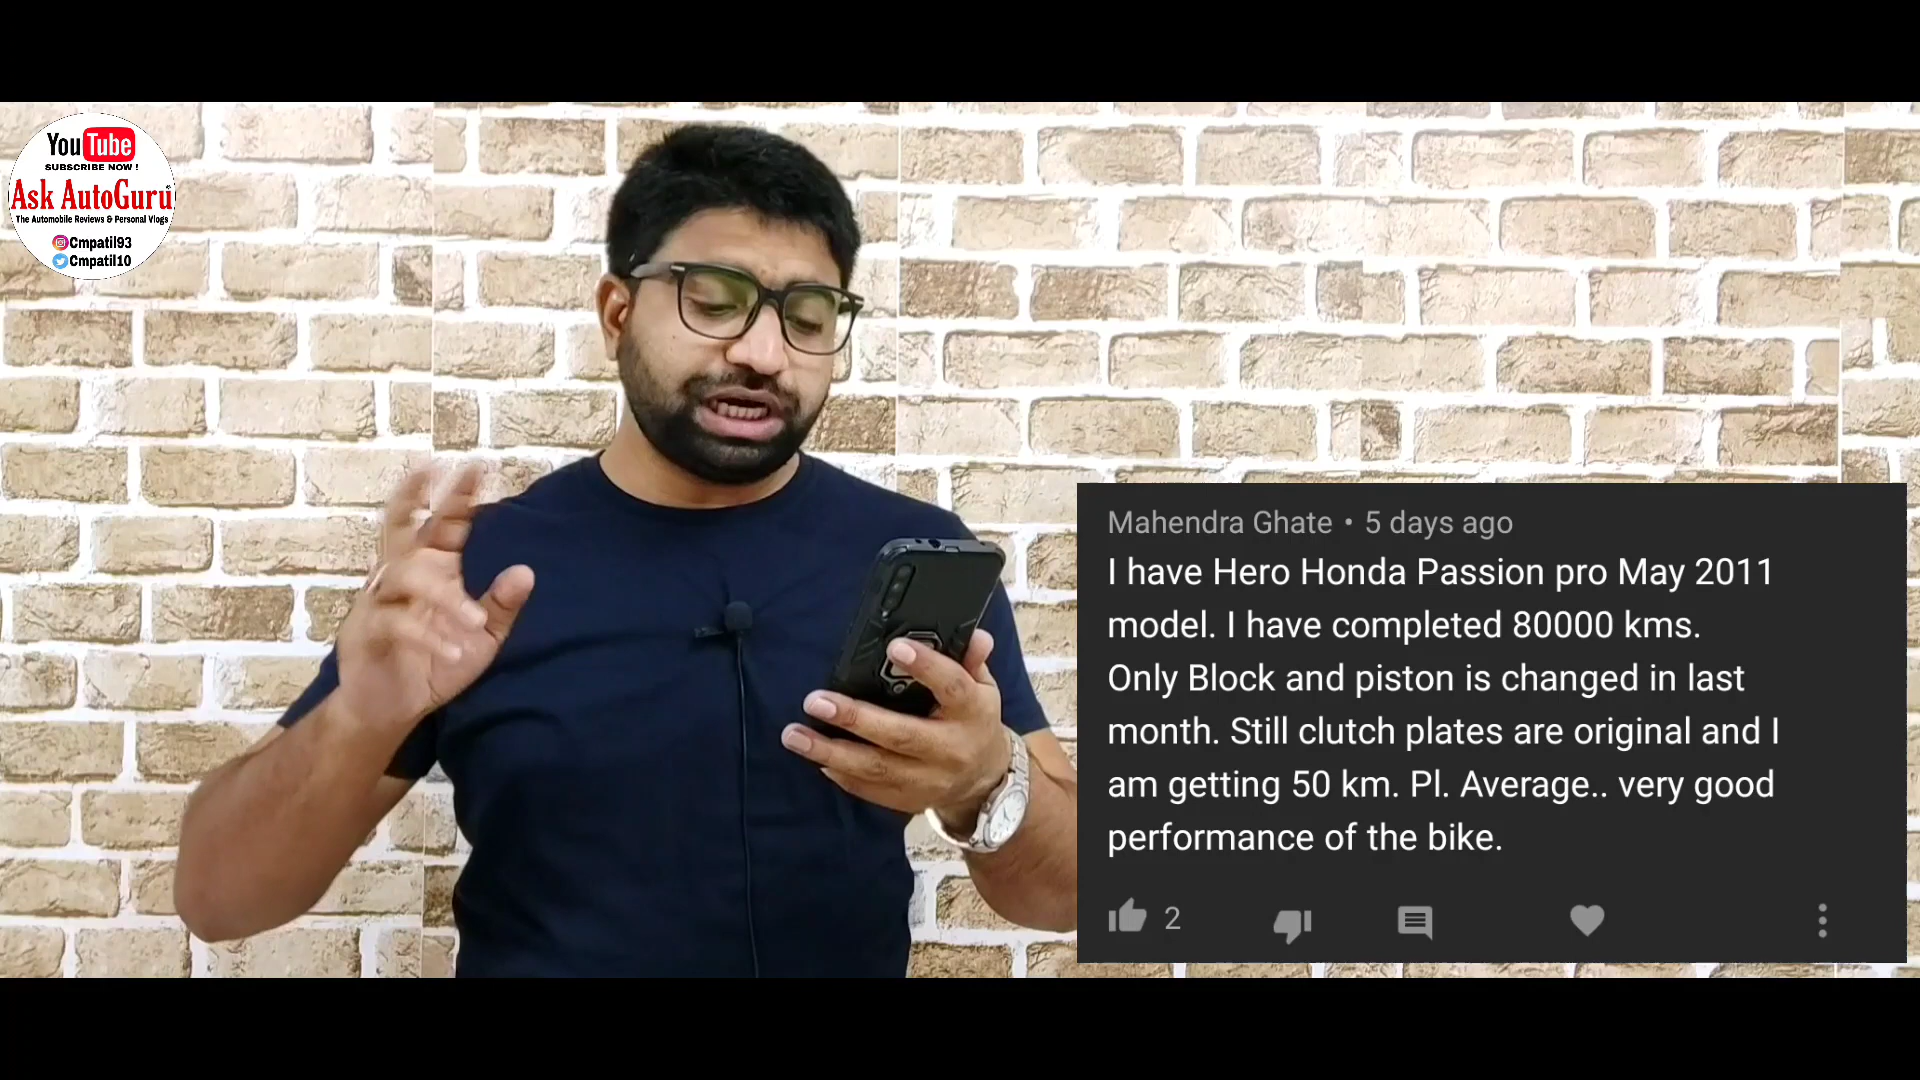 YouTube
SUBSCRIBE NOW !
Ask AutoGuru
The Automobile Reviews & Personal Vlogs
Cmpatil93
Cmpatil10
Mahendra Ghate • 5 days ago
I have Hero Honda Passion pro May 2011
model. I have completed 80000 kms.
Only Block and piston is changed in last
month. Still clutch plates are original and I
am getting 50 km. Pl. Average.. very good
performance of the bike.
2